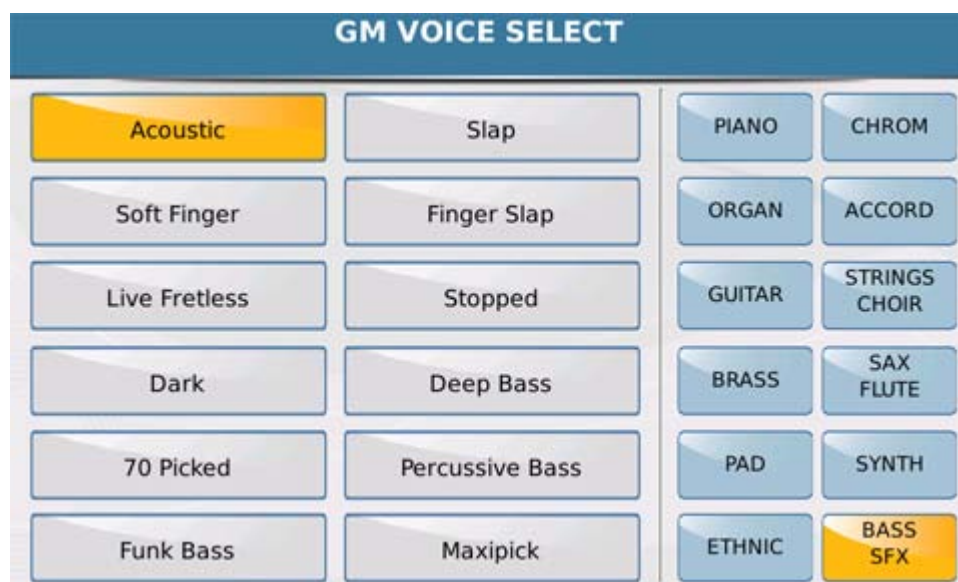 GM VOICE SELECT
Acoustic
Slap
Soft Finger
Finger Slap
Live Fretless
Stopped
Dark
Deep Bass
70 Picked
Percussive Bass
Funk Bass
Maxipick
PIANO
CHROM
ORGAN
ACCORD
GUITAR
STRINGS
CHOIR
BRASS
SAX
FLUTE
PAD
SYNTH
ETHNIC
BASS
SFX